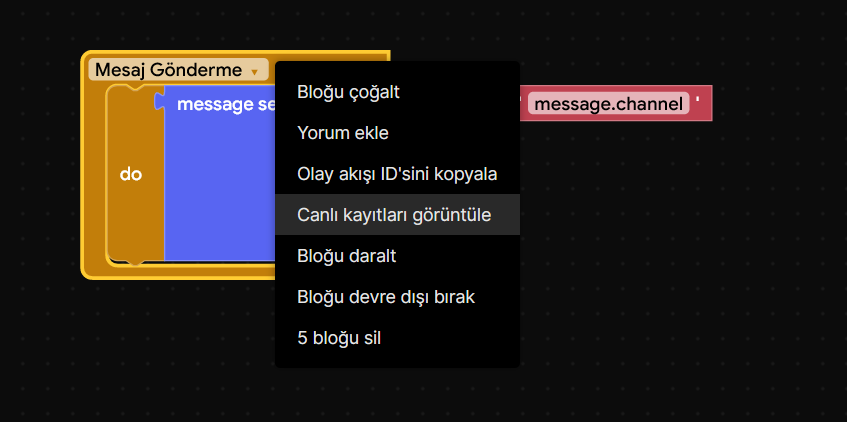 Mesaj Gönderme
Bloğu çoğalt
message se
' message.channel '
Yorum ekle
do
Olay akışı ID'sini kopyala
Canlı kayıtları görüntüle
Bloğu daralt
Bloğu devre dışı bırak
5 bloğu sil